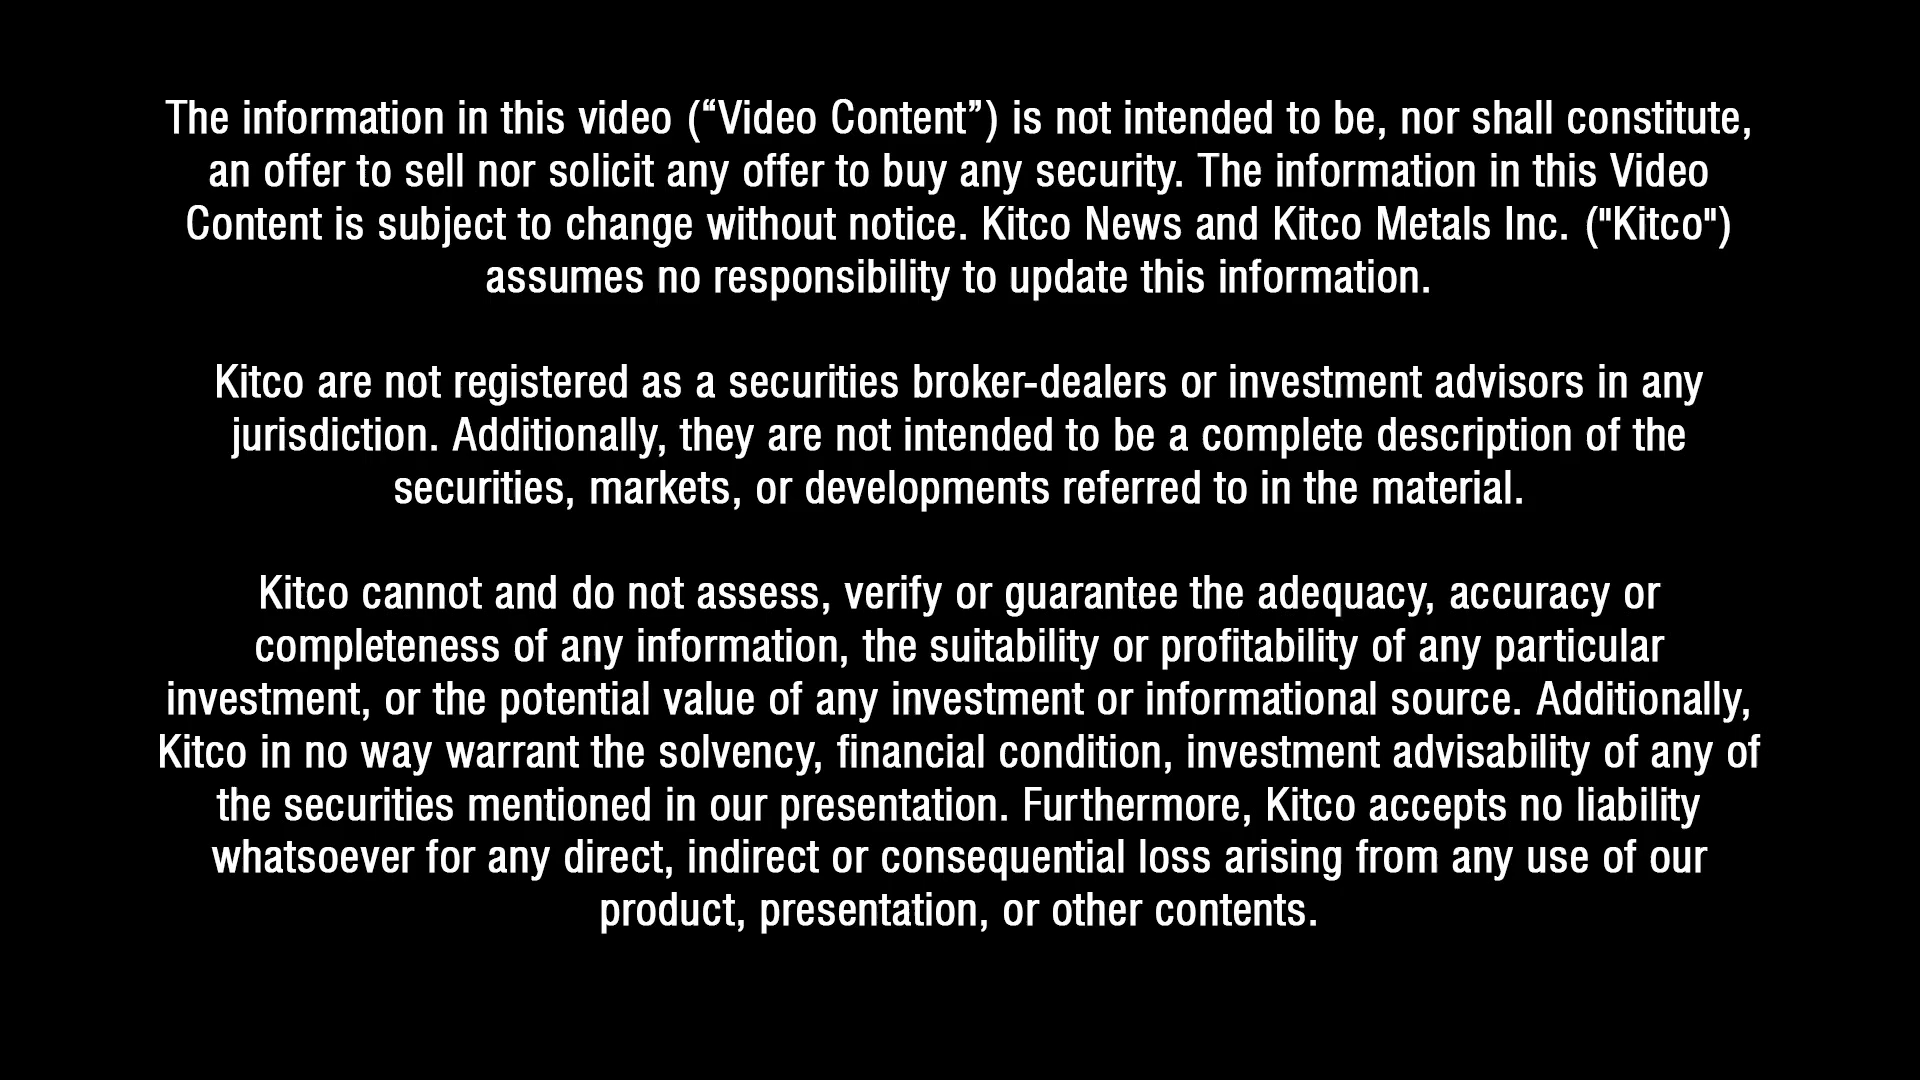 The information in this video (“Video Content”) is not intended to be, nor shall constitute,
an offer to sell nor solicit any offer to buy any security. The information in this Video
Content is subject to change without notice. Kitco News and Kitco Metals Inc. ("Kitco")
assumes no responsibility to update this information.
Kitco are not registered as a securities broker-dealers or investment advisors in any
jurisdiction. Additionally, they are not intended to be a complete description of the
securities, markets, or developments referred to in the material.
Kitco cannot and do not assess, verify or guarantee the adequacy, accuracy or
completeness of any information, the suitability or profitability of any particular
investment, or the potential value of any investment or informational source. Additionally,
Kitco in no way warrant the solvency, financial condition, investment advisability of any of
the securities mentioned in our presentation. Furthermore, Kitco accepts no liability
whatsoever for any direct, indirect or consequential loss arising from any use of our
product, presentation, or other contents.